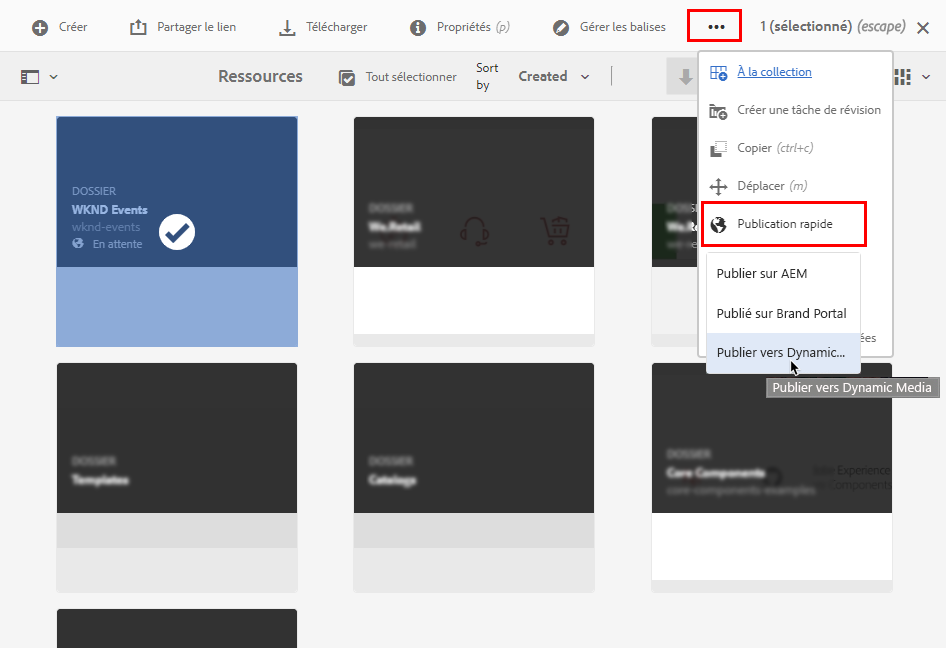 Créer
Partager le lien
Télécharger
Propriétés (p)
Gérer les balises
1 (sélectionné) (escape)
Ressources
Tout sélectionner
Sort by
Created
À la collection
Créer une tâche de révision
Copier (ctrl+c)
Déplacer (m)
Publication rapide
Publier sur AEM
Publié sur Brand Portal
Publier vers Dynamic...
Publier vers Dynamic Media
DOSSIER
WKND Events
wknd-events
En attente
DOSSIER
We.Retail
we-retail
DOSSIER
Templates
DOSSIER
Catalogs
DOSSIER
Core Components
core-components-examples
Experience
Components